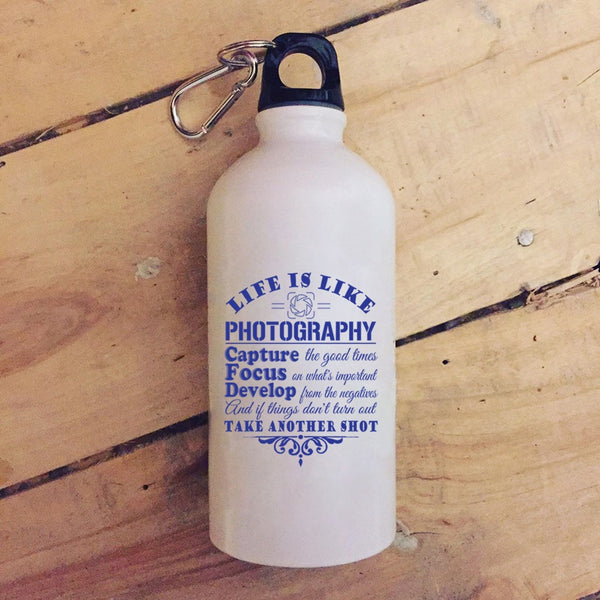 LIFE IS LIKE
PHOTOGRAPHY
Capture the good times
Focus on what's important
Develop from the negatives
And if things don't turn out
TAKE ANOTHER SHOT